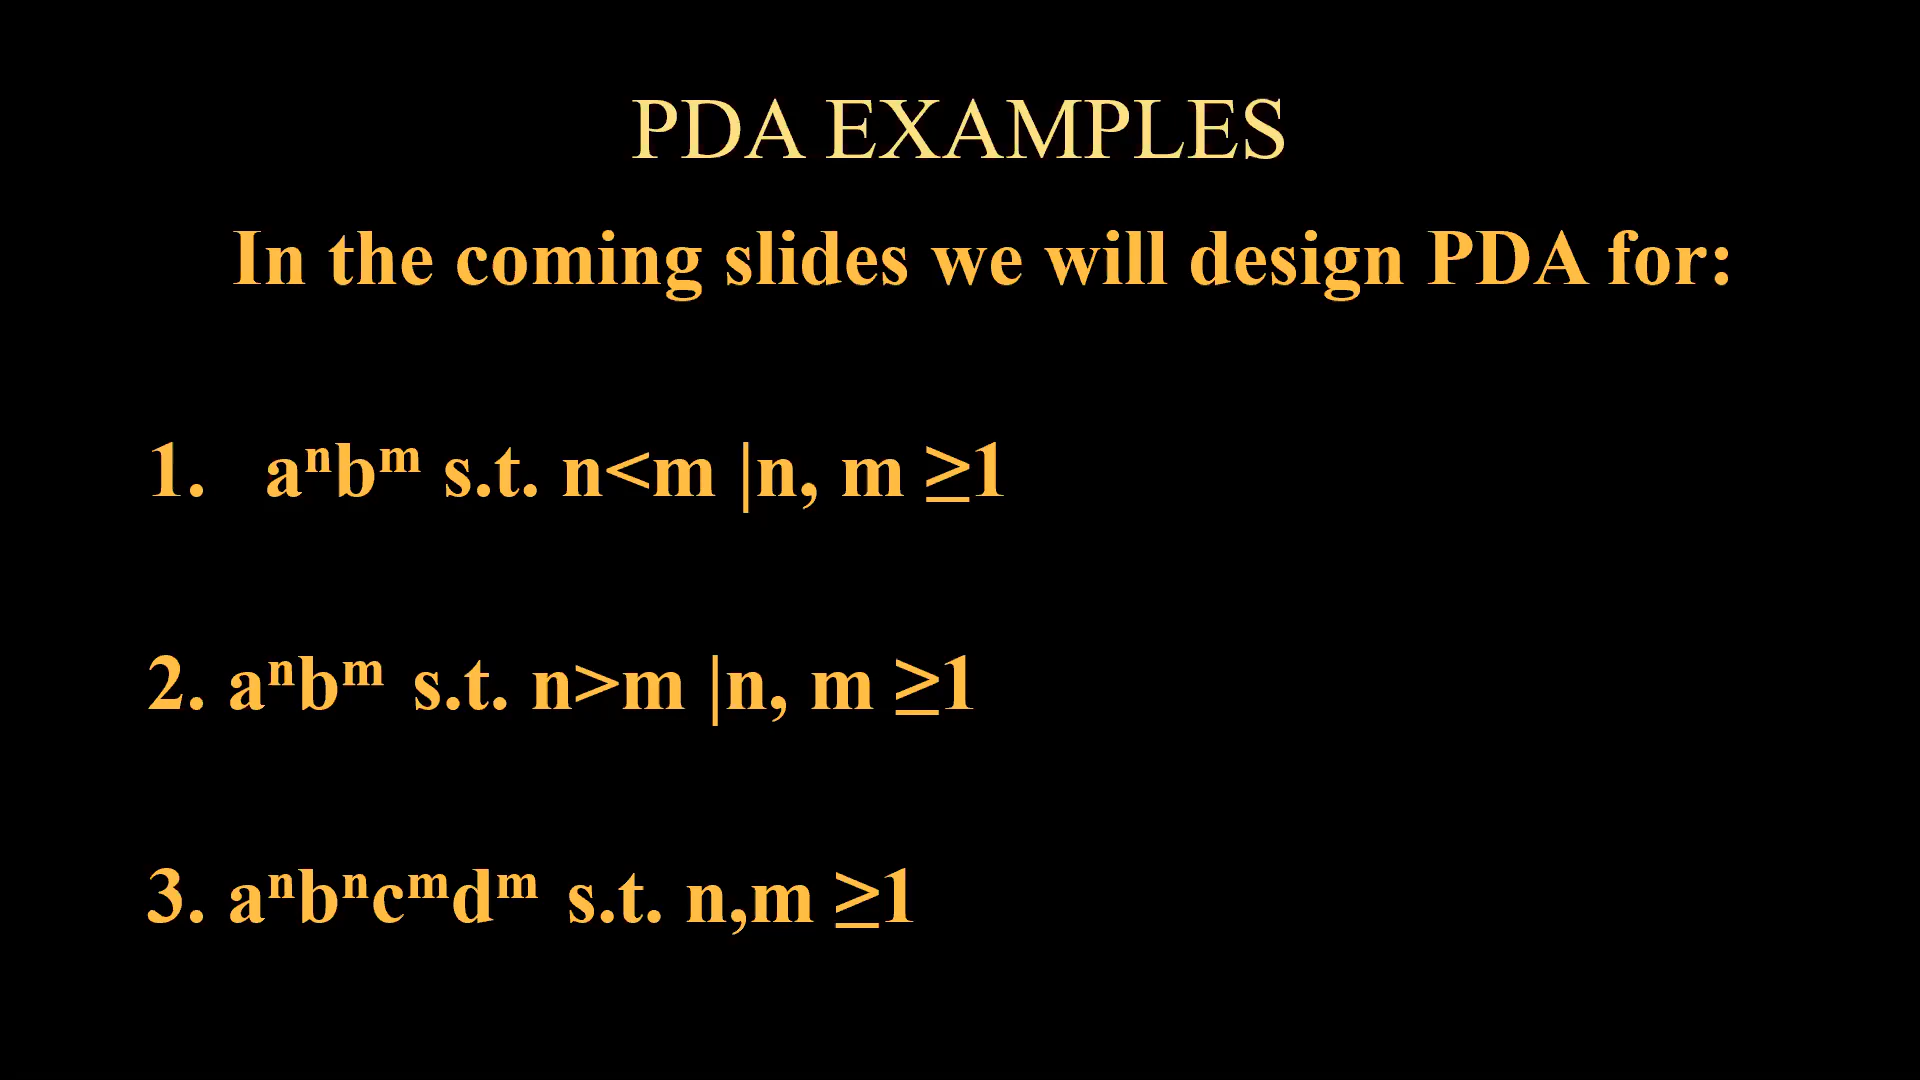 PDA EXAMPLES
In the coming slides we will design PDA for:
1. aⁿbᵐ s.t. n<m |n, m ≥1
2. aⁿbᵐ s.t. n>m |n, m ≥1
3. aⁿbⁿcᵐdᵐ s.t. n,m ≥1